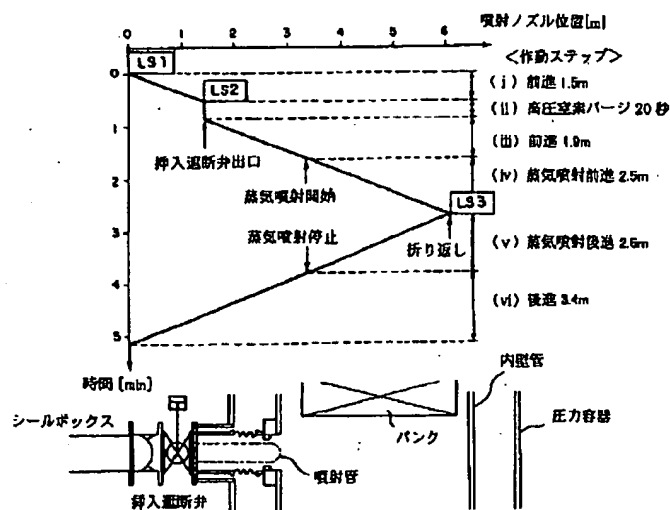 噴射ノズル位置[m]
0 1 2 3 4 5 6
<作動ステップ>
LS1
0
(i) 前進 1.5m
LS2
(ii) 高圧窒素パージ 20 秒
1
(iii) 前進 1.9m
挿入遮断弁出口
2
蒸気噴射開始
(iv) 蒸気噴射前進 2.5m
LS3
蒸気噴射停止
折り返し
3
(v) 蒸気噴射後進 2.5m
4
(vi) 後進 3.4m
5
時間 [min]
内壁管
シールボックス
圧力容器
バンク
噴射管
挿入遮断弁